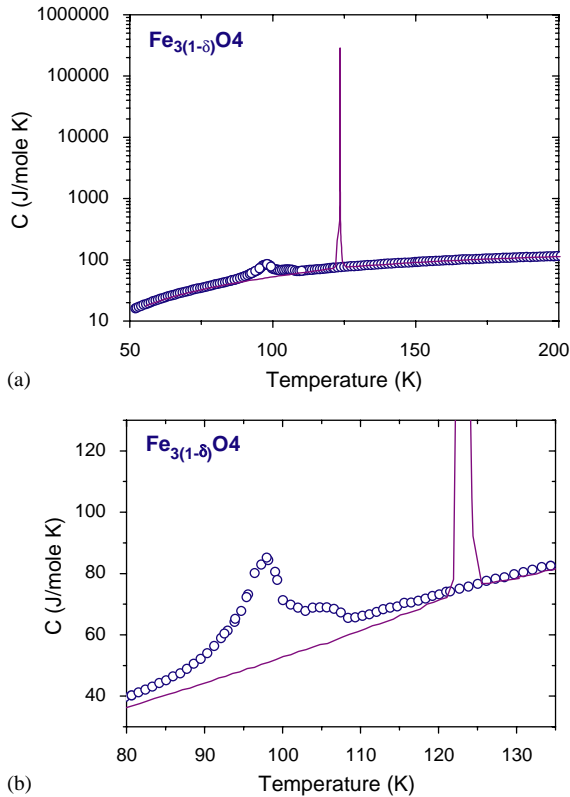 Fe3(1-δ)O4
1000000
100000
10000
1000
100
10
C (J/mole K)
50 100 150 200
(a)
Temperature (K)
Fe3(1-δ)O4
120
100
80
60
40
C (J/mole K)
80 90 100 110 120 130
(b)
Temperature (K)